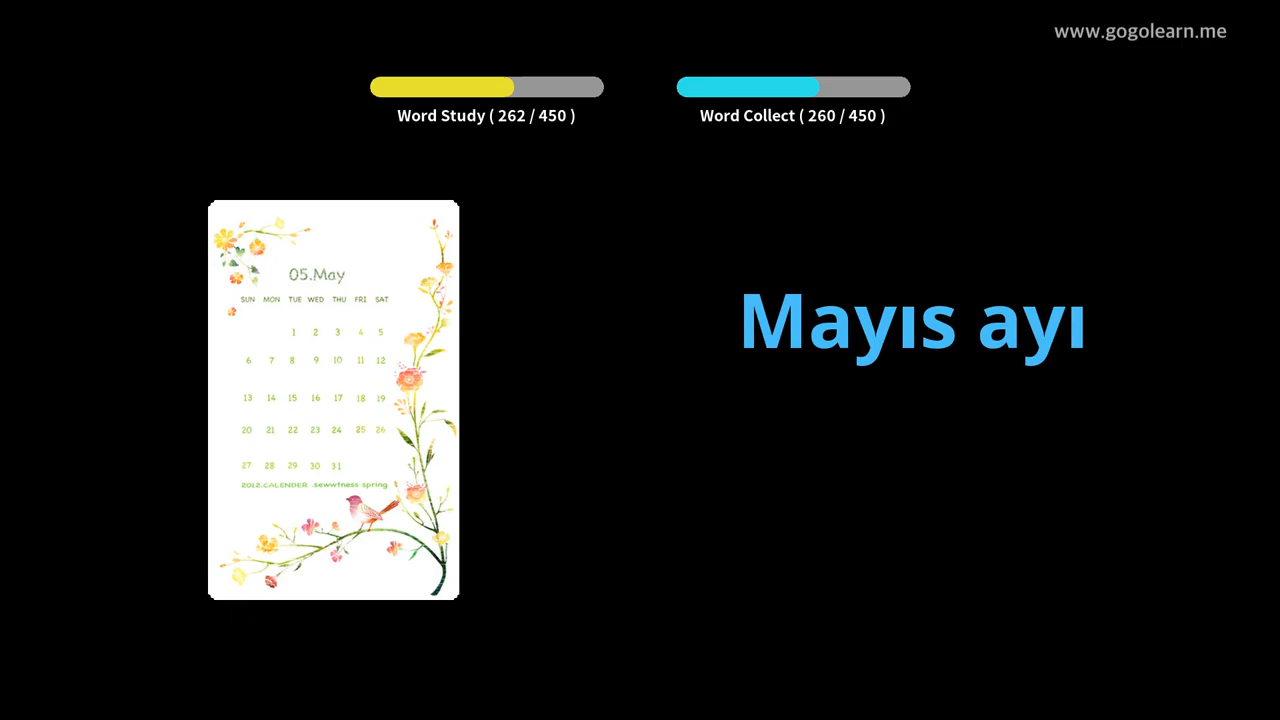 www.gogolearn.me
Word Study ( 262 / 450 )
Word Collect ( 260 / 450 )
05.May
SUN MON TUE WED THU FRI SAT
1 2 3 4 5
6 7 8 9 10 11 12
13 14 15 16 17 18 19
20 21 22 23 24 25 26
27 28 29 30 31
2012.CALENDER .sewwtness spring
Mayıs ayı